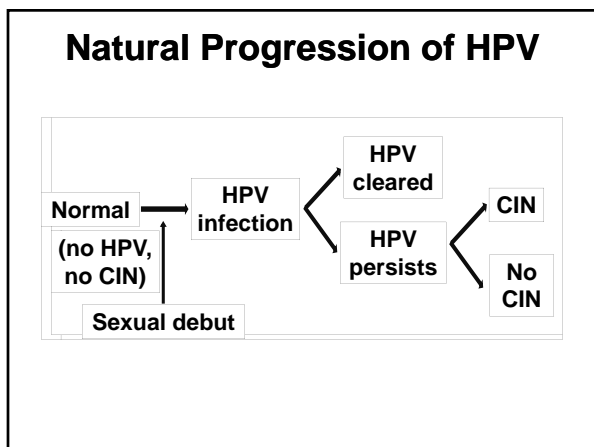 Natural Progression of HPV
HPV
cleared
Normal
HPV
infection
CIN
(no HPV,
no CIN)
HPV
persists
No
CIN
Sexual debut